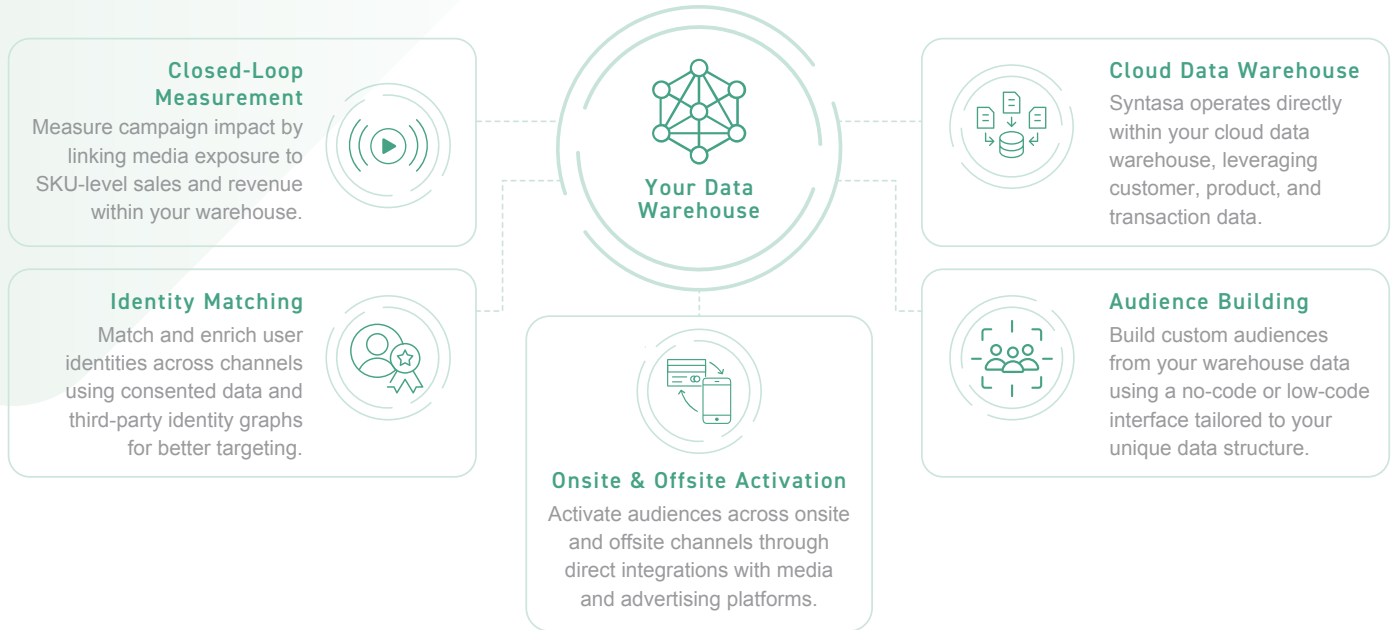 Closed-Loop
Measurement
Measure campaign impact by
linking media exposure to
SKU-level sales and revenue
within your warehouse.
Identity Matching
Match and enrich user
identities across channels
using consented data and
third-party identity graphs
for better targeting.
Your Data
Warehouse
Onsite & Offsite Activation
Activate audiences across onsite
and offsite channels through
direct integrations with media
and advertising platforms.
Cloud Data Warehouse
Syntasa operates directly
within your cloud data
warehouse, leveraging
customer, product, and
transaction data.
Audience Building
Build custom audiences
from your warehouse data
using a no-code or low-code
interface tailored to your
unique data structure.